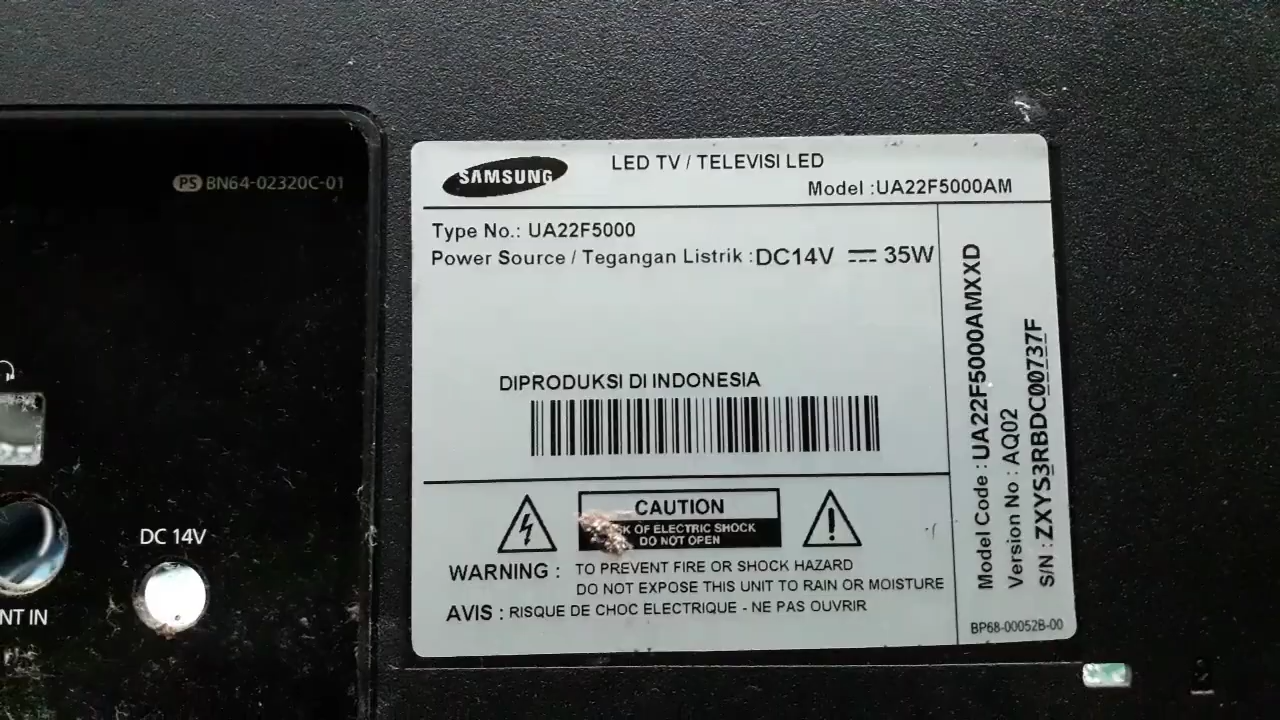 PS BN64-02320C-01
DC 14V
NT IN
SAMSUNG
LED TV / TELEVISI LED
Model :UA22F5000AM
Type No.: UA22F5000
Power Source / Tegangan Listrik :DC14V ⎓ 35W
DIPRODUKSI DI INDONESIA
CAUTION
K OF ELECTRIC SHOCK
DO NOT OPEN
WARNING : TO PREVENT FIRE OR SHOCK HAZARD
DO NOT EXPOSE THIS UNIT TO RAIN OR MOISTURE
AVIS : RISQUE DE CHOC ELECTRIQUE - NE PAS OUVRIR
Model Code : UA22F5000AMXXD
Version No : AQ02
S/N : ZXYS3RBDC00737F
BP68-00052B-00